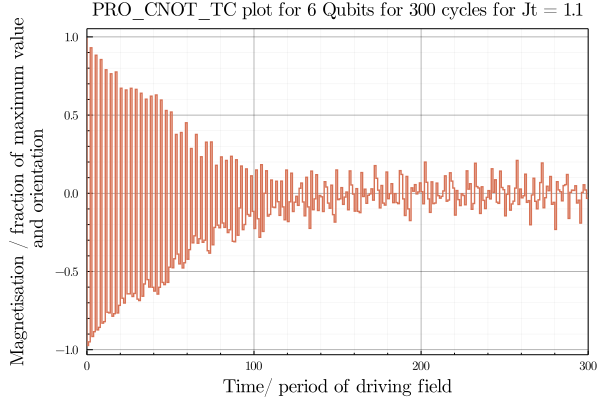 PRO_CNOT_TC plot for 6 Qubits for 300 cycles for Jt = 1.1
Magnetisation / fraction of maximum value
and orientation
1.0
0.5
0.0
−0.5
−1.0
0
100
200
300
Time/ period of driving field